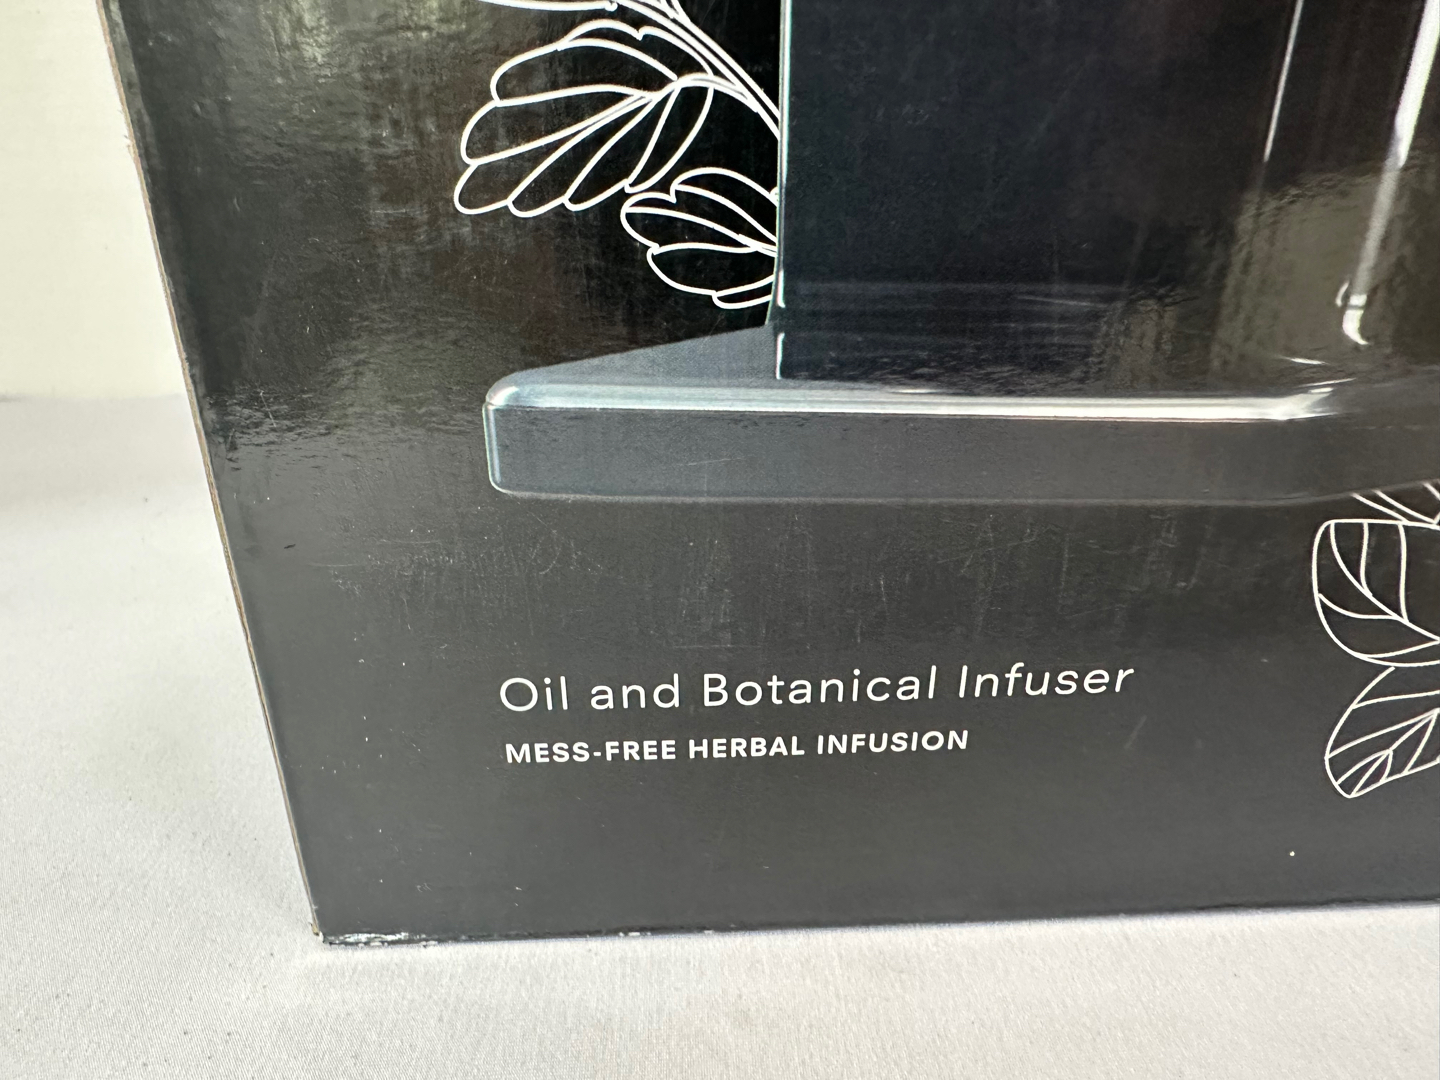 Oil and Botanical Infuser
MESS-FREE HERBAL INFUSION